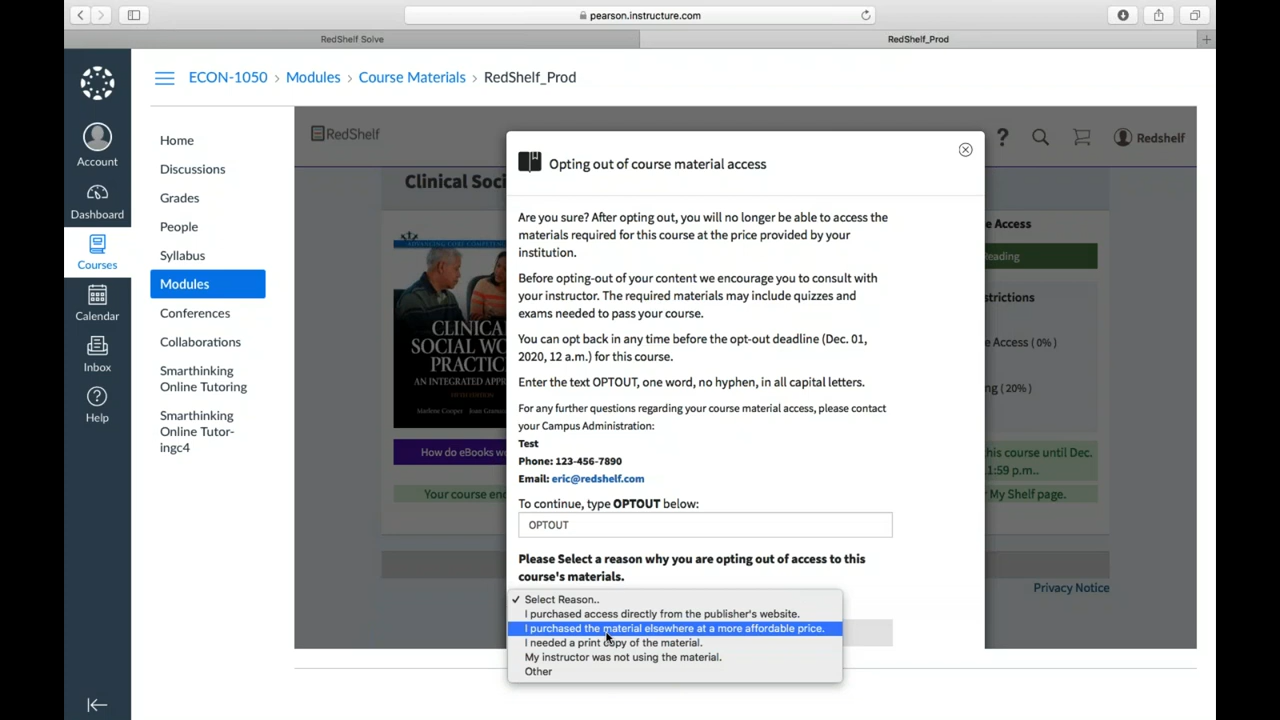 pearson.instructure.com
RedShelf Solve
RedShelf_Prod
ECON-1050 > Modules > Course Materials > RedShelf_Prod
Account
Dashboard
Courses
Calendar
Inbox
Help
Home
Discussions
Grades
People
Syllabus
Modules
Conferences
Collaborations
Smarthinking
Online Tutoring
Smarthinking
Online Tutor-
ingc4
RedShelf
Redshelf
Clinical Soci
ADVANCING CORE COMPETEN
CLINICAL
SOCIAL WO
PRACTIC
AN INTEGRATED APPR
Marlene Cooper Joan Grana
How do eBooks wo
Your course end
Opting out of course material access
Are you sure? After opting out, you will no longer be able to access the
materials required for this course at the price provided by your
institution.
Before opting-out of your content we encourage you to consult with
your instructor. The required materials may include quizzes and
exams needed to pass your course.
You can opt back in any time before the opt-out deadline (Dec. 01,
2020, 12 a.m.) for this course.
Enter the text OPTOUT, one word, no hyphen, in all capital letters.
For any further questions regarding your course material access, please contact
your Campus Administration:
Test
Phone: 123-456-7890
Email: eric@redshelf.com
To continue, type OPTOUT below:
OPTOUT
Please Select a reason why you are opting out of access to this
course's materials.
✓ Select Reason..
I purchased access directly from the publisher's website.
I purchased the material elsewhere at a more affordable price.
I needed a print copy of the material.
My instructor was not using the material.
Other
e Access
eading
strictions
e Access ( 0% )
ng ( 20% )
this course until Dec.
1:59 p.m..
My Shelf page.
Privacy Notice